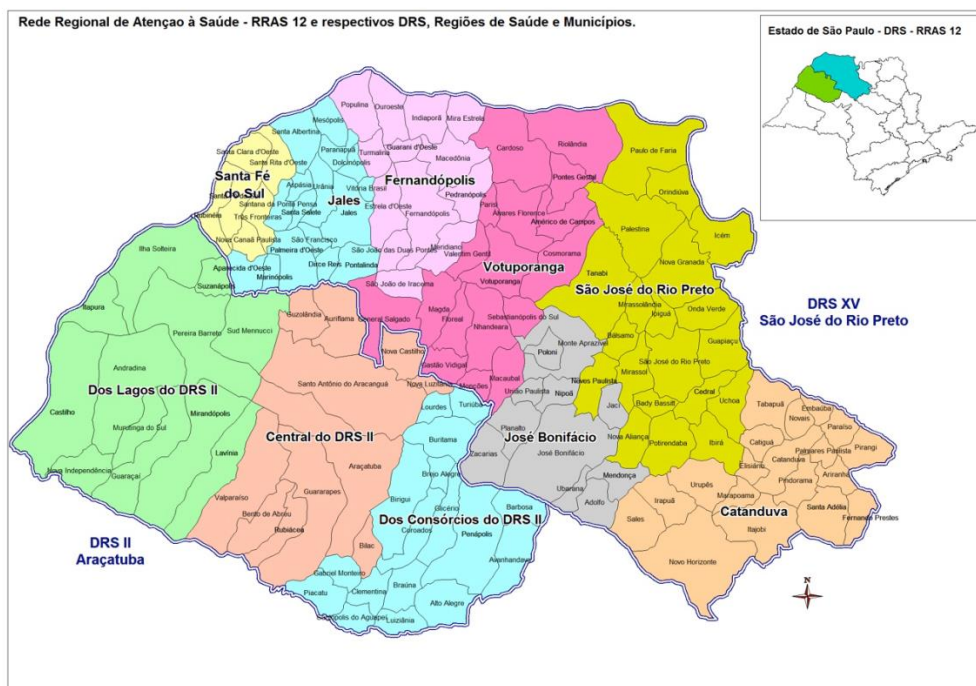 Rede Regional de Atençao à Saúde - RRAS 12 e respectivos DRS, Regiões de Saúde e Municípios.
Estado de São Paulo - DRS - RRAS 12
Populina
Ouroeste
Indiaporã
Mira Estrela
Mesópolis
Santa Albertina
Guarani d'Oeste
Turmalina
Paranapuã
Dolcinópolis
Macedônia
Santa Clara d'Oeste
Santa Rita d'Oeste
Santa Fé
do Sul
Fernandópolis
Pedranópolis
Aspásia
Urânia
Vitória Brasil
Santana da Ponte Pensa
Jales
Estrela d'Oeste
Rubinéia
Três Fronteiras
Santa Salete
Jales
Fernandópolis
Nova Canaã Paulista
São Francisco
Palmeira d'Oeste
São João das Duas Pontes
Meridiano
Valentim Gentil
Aparecida d'Oeste
Marinópolis
Dirce Reis
Pontalinda
São João de Iracema
Cardoso
Riolândia
Pontes Gestal
Parisi
Álvares Florence
Américo de Campos
Cosmorama
Votuporanga
Votuporanga
Magda
Floreal
Sebastianópolis do Sul
Nhandeara
General Salgado
Gastão Vidigal
Monções
Macaubal
Paulo de Faria
Orindiúva
Palestina
Icém
Nova Granada
Tanabi
São José do Rio Preto
Mirassolândia
Ipiguá
Onda Verde
Bálsamo
Guapiaçu
São José do Rio Preto
Mirassol
Neves Paulista
Cedral
Uchoa
Bady Bassitt
Nova Aliança
Potirendaba
Ibirá
DRS XV
São José do Rio Preto
Monte Aprazível
Poloni
União Paulista
Nipoã
Jaci
Planalto
José Bonifácio
José Bonifácio
Zacarias
Mendonça
Ubarana
Adolfo
Tabapuã
Embaúba
Novais
Paraíso
Catiguá
Palmares Paulista
Pirangi
Catanduva
Elisiário
Ariranha
Pindorama
Urupês
Marapoama
Irapuã
Catanduva
Santa Adélia
Sales
Itajobi
Fernando Prestes
Novo Horizonte
Ilha Solteira
Suzanápolis
Itapura
Sud Mennucci
Pereira Barreto
Andradina
Dos Lagos do DRS II
Castilho
Mirandópolis
Murutinga do Sul
Lavínia
Nova Independência
Guaraçaí
Guzolândia
Auriflama
Nova Castilho
Santo Antônio do Aracanguá
Nova Luzitânia
Central do DRS II
Araçatuba
Valparaíso
Guararapes
Bento de Abreu
Rubiácea
Bilac
Lourdes
Turiúba
Buritama
Brejo Alegre
Birigui
Glicério
Barbosa
Dos Consórcios do DRS II
Coroados
Penápolis
Avanhandava
Gabriel Monteiro
Piacatu
Clementina
Braúna
Alto Alegre
Luiziânia
DRS II
Araçatuba
N